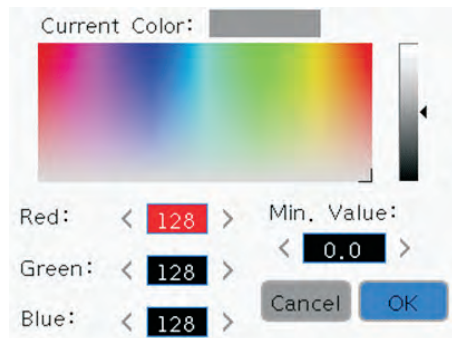 Current Color:
Red: < 128 >
Min. Value:
< 0.0 >
Green: < 128 >
Cancel OK
Blue: < 128 >